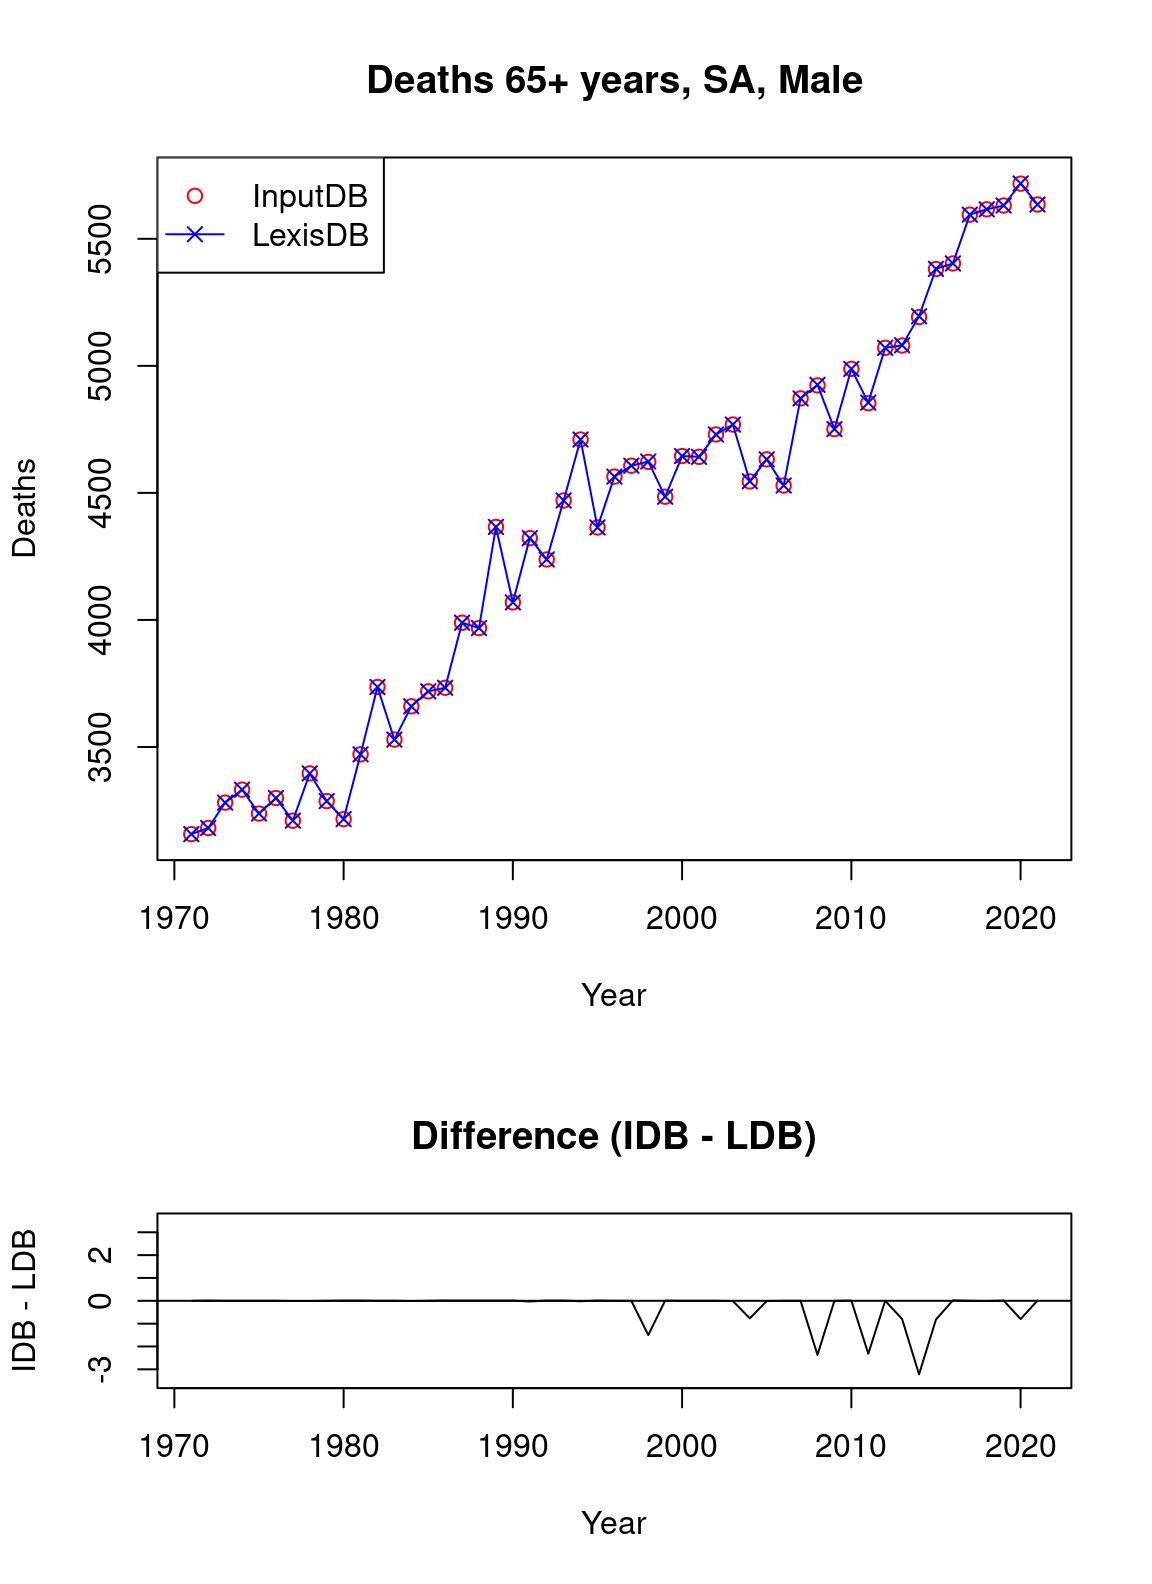 Deaths 65+ years, SA, Male
InputDB
LexisDB
Deaths
5500
5000
4500
4000
3500
1970 1980 1990 2000 2010 2020
Year
Difference (IDB - LDB)
IDB - LDB
2
0
-3
1970 1980 1990 2000 2010 2020
Year